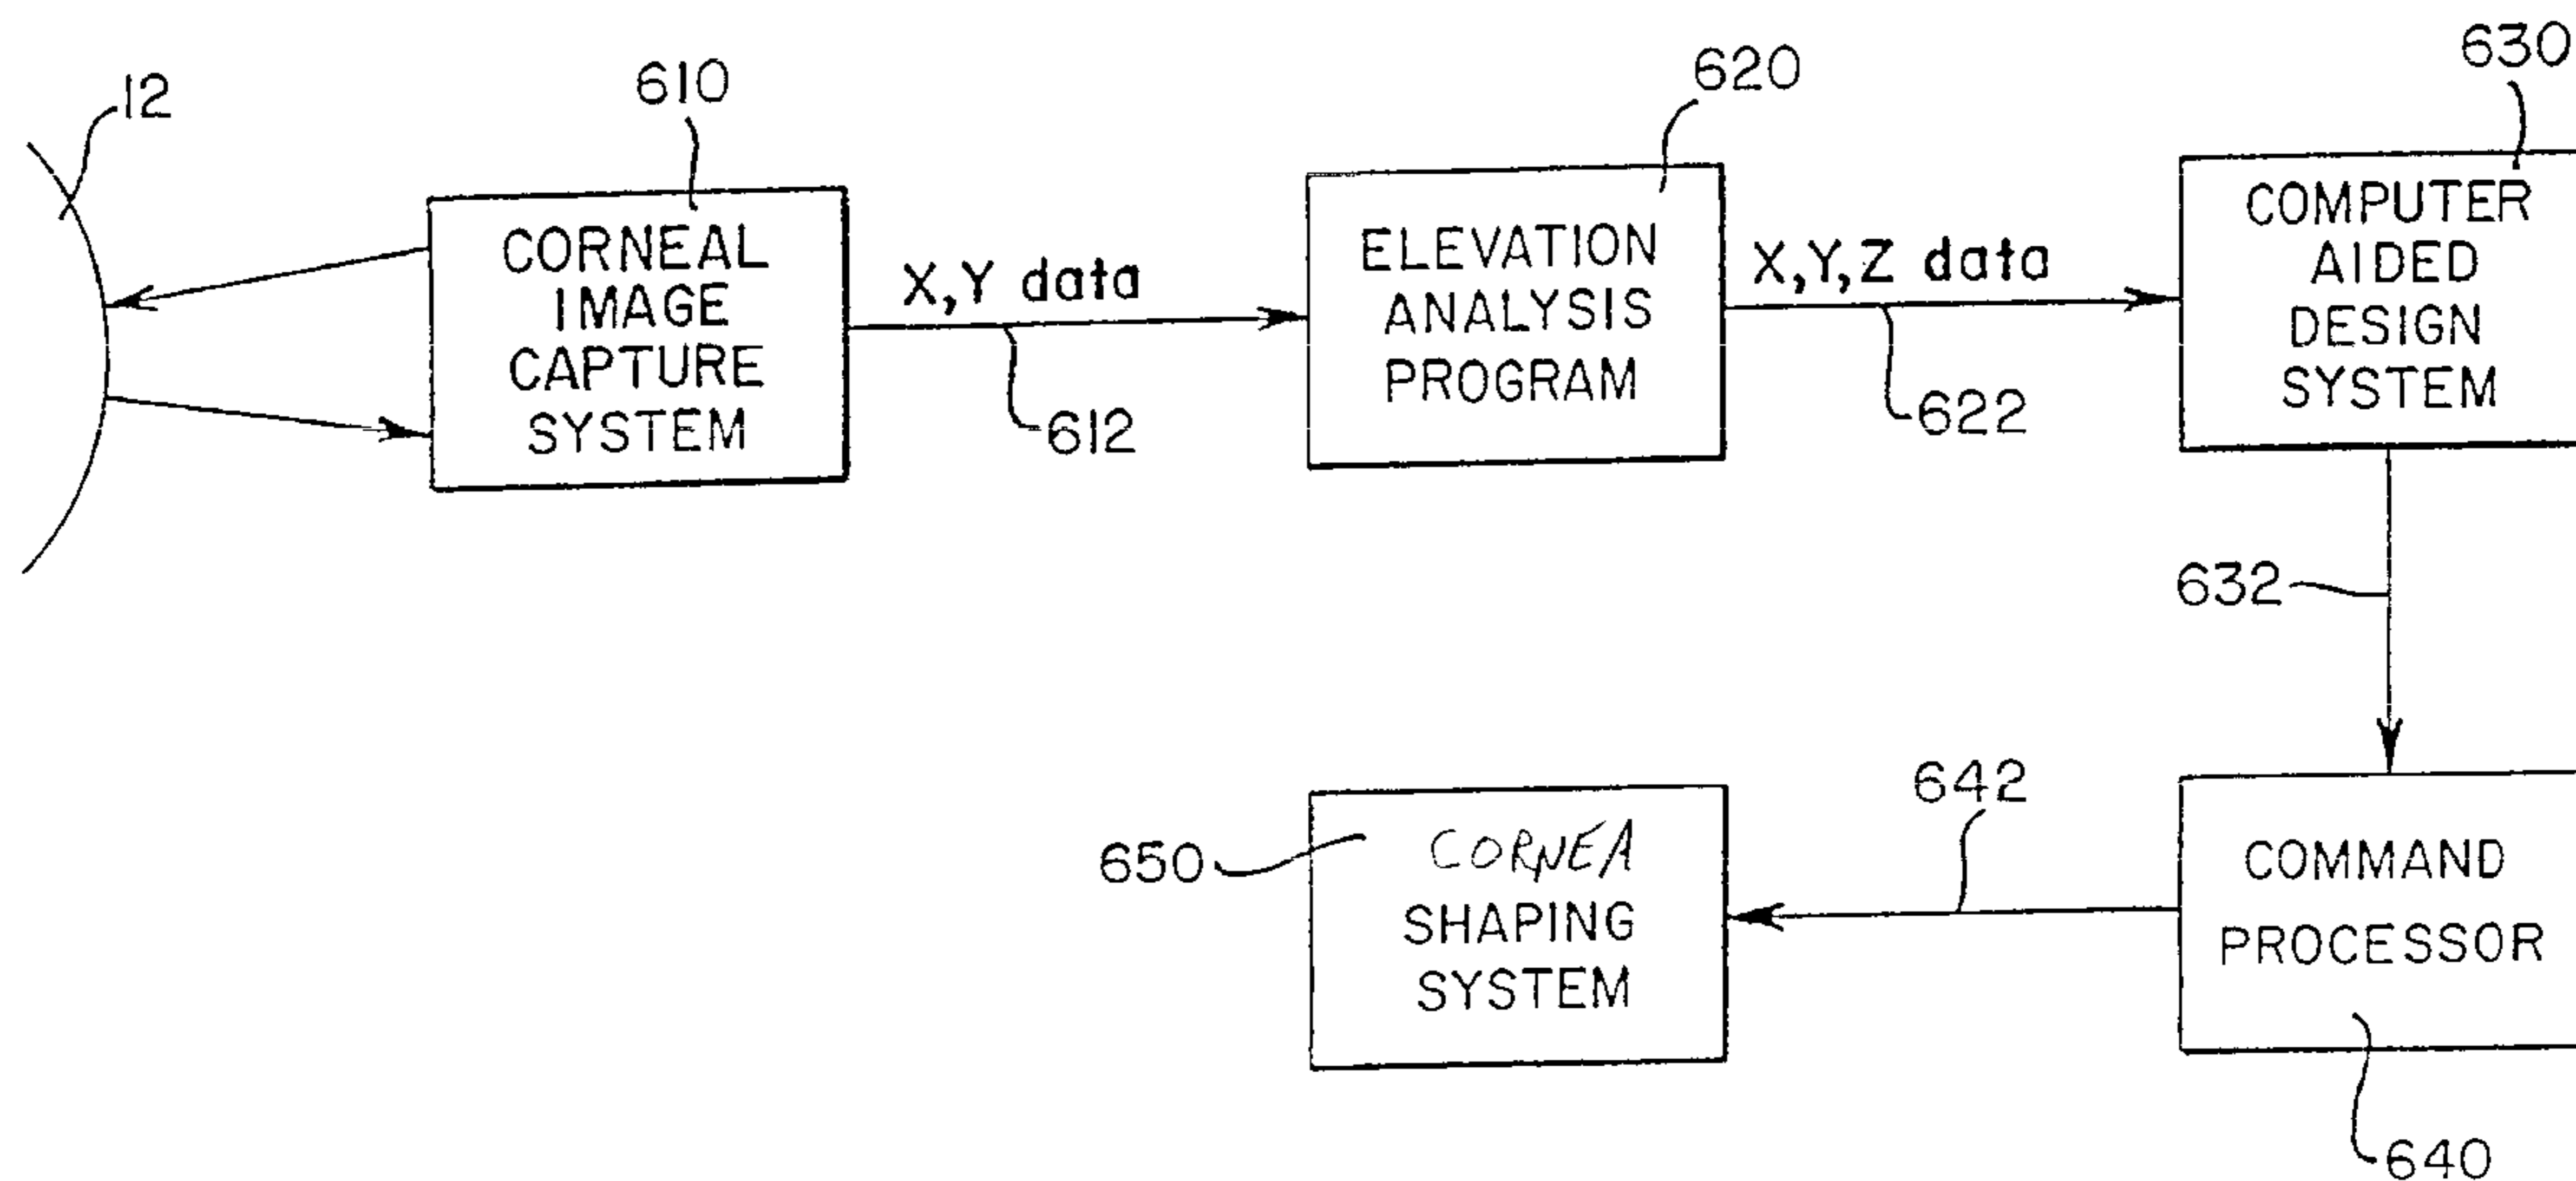 12
610
620
630
CORNEAL
IMAGE
CAPTURE
SYSTEM
X,Y data
612
ELEVATION
ANALYSIS
PROGRAM
X,Y,Z data
622
COMPUTER
AIDED
DESIGN
SYSTEM
632
642
650
CORNEA
SHAPING
SYSTEM
COMMAND
PROCESSOR
640